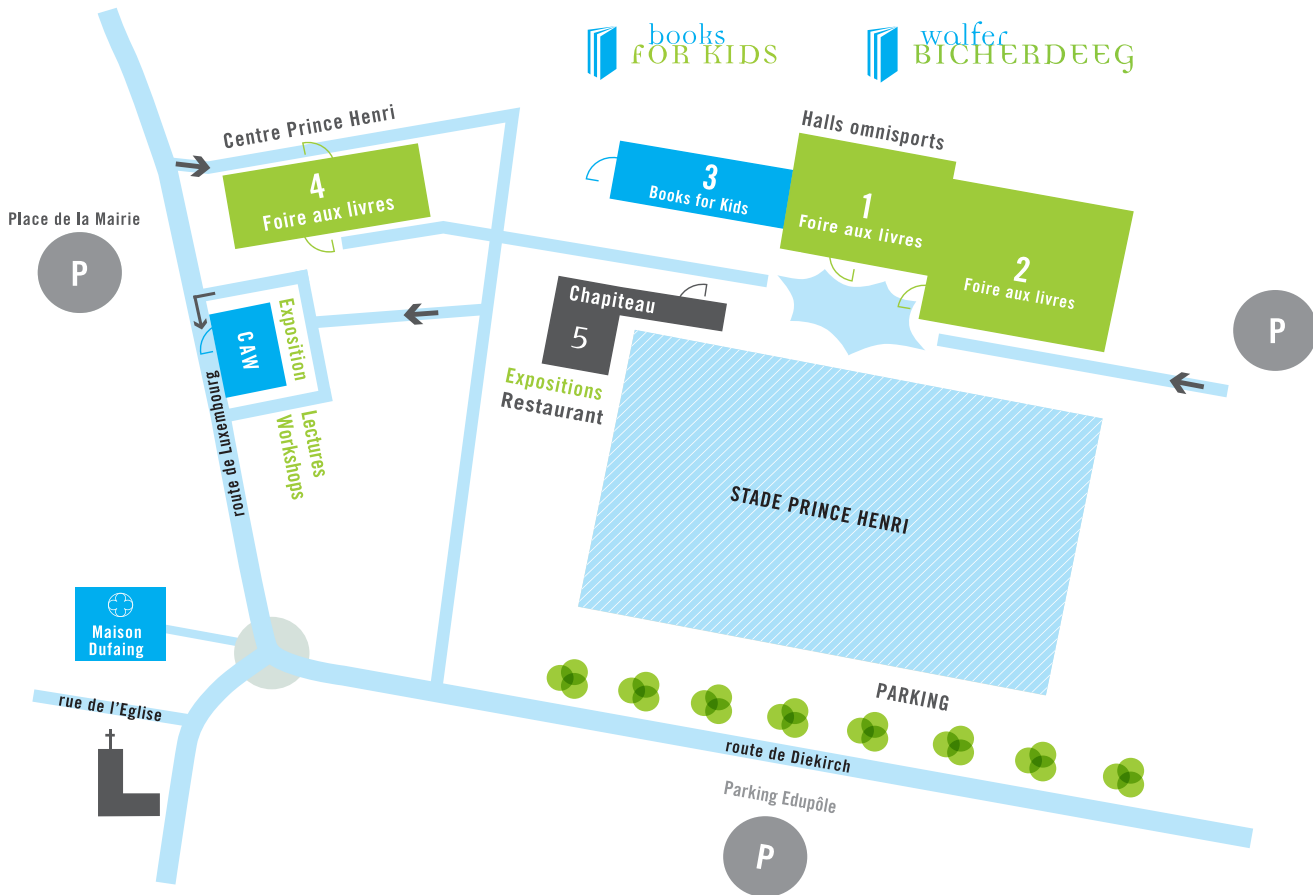 books
FOR KIDS
walfer
BICHERDEEG
Centre Prince Henri
Halls omnisports
4
Foire aux livres
3
Books for Kids
1
Foire aux livres
2
Foire aux livres
Place de la Mairie
P
P
Chapiteau
5
Expositions
Restaurant
CAW
Exposition
Lectures
Workshops
route de Luxembourg
STADE PRINCE HENRI
Maison
Dufaing
rue de l'Eglise
PARKING
route de Diekirch
Parking Edupôle
P